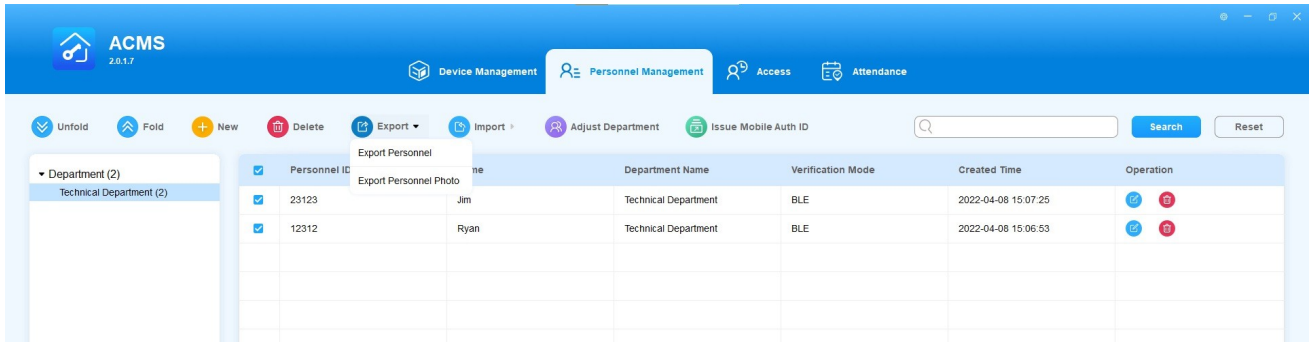 ACMS
2.0.1.7
Device Management Personnel Management Access Attendance
Unfold Fold New Delete Export Import Adjust Department Issue Mobile Auth ID Search Reset
Export Personnel
Export Personnel Photo
Department (2)
Technical Department (2)
Personnel ID me Department Name Verification Mode Created Time Operation
23123 Jim Technical Department BLE 2022-04-08 15:07:25
12312 Ryan Technical Department BLE 2022-04-08 15:06:53